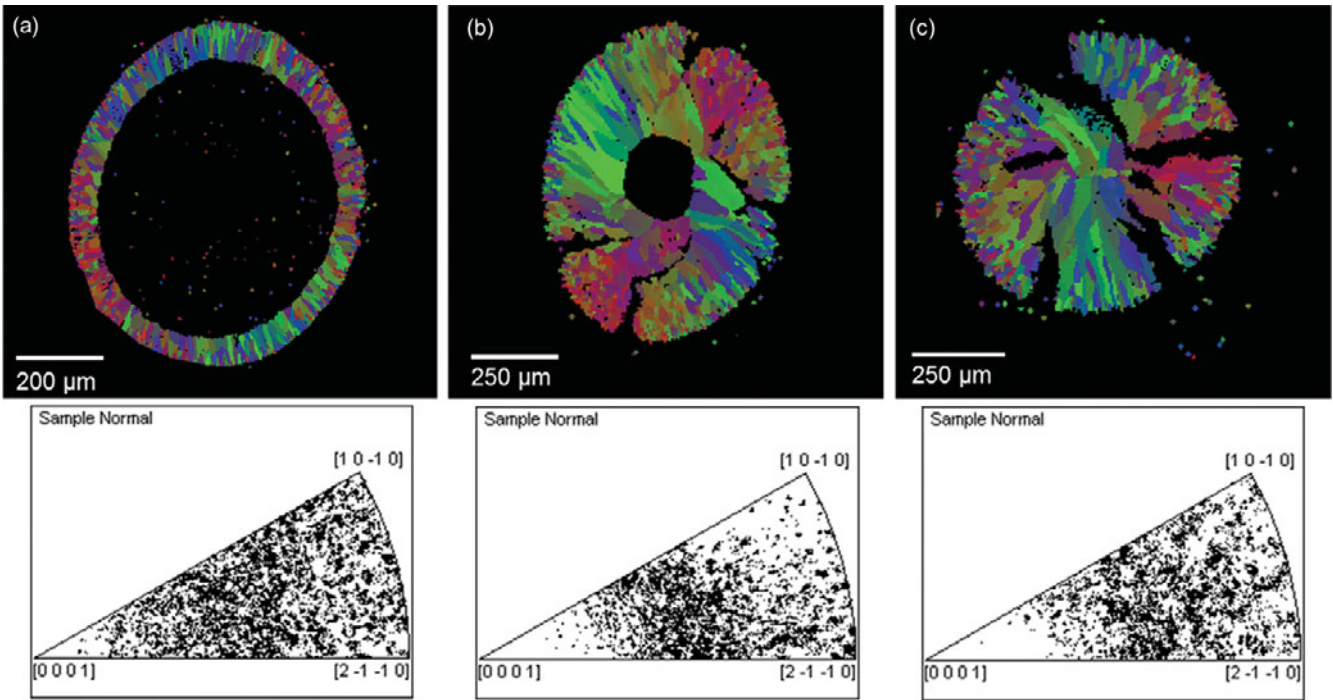 (a)
(b)
(c)
200 µm
250 µm
250 µm
Sample Normal
Sample Normal
Sample Normal
[1 0 -1 0]
[1 0 -1 0]
[1 0 -1 0]
[0 0 0 1]
[2 -1 -1 0]
[0 0 0 1]
[2 -1 -1 0]
[0 0 0 1]
[2 -1 -1 0]